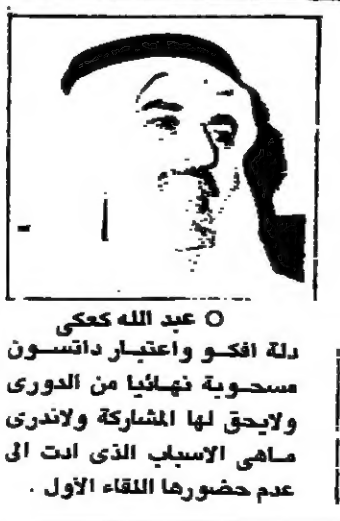 ○ عبد الله كعكى
دلة افكو واعتبار داتسون
مسحوبة نهائيا من الدورى
ولايحق لها المشاركة ولاندرى
ماهى الاسباب الذى ادت الى
عدم حضورها اللقاء الأول .